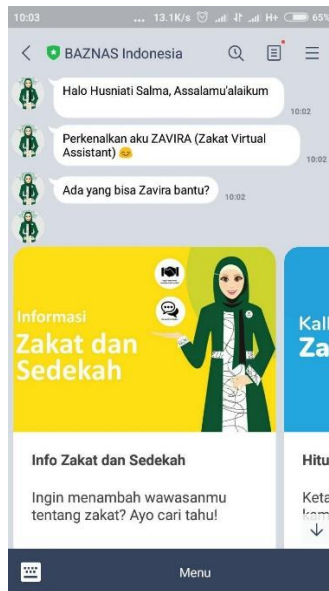 10:03
... 13.1K/s
H+
65%
BAZNAS Indonesia
Halo Husniati Salma, Assalamu'alaikum
10:02
Perkenalkan aku ZAVIRA (Zakat Virtual
Assistant) 😊
10:02
Ada yang bisa Zavira bantu?
10:02
Informasi
Zakat dan
Sedekah
Info Zakat dan Sedekah
Ingin menambah wawasanmu
tentang zakat? Ayo cari tahu!
Kal
Za
Hitu
Keta
Menu